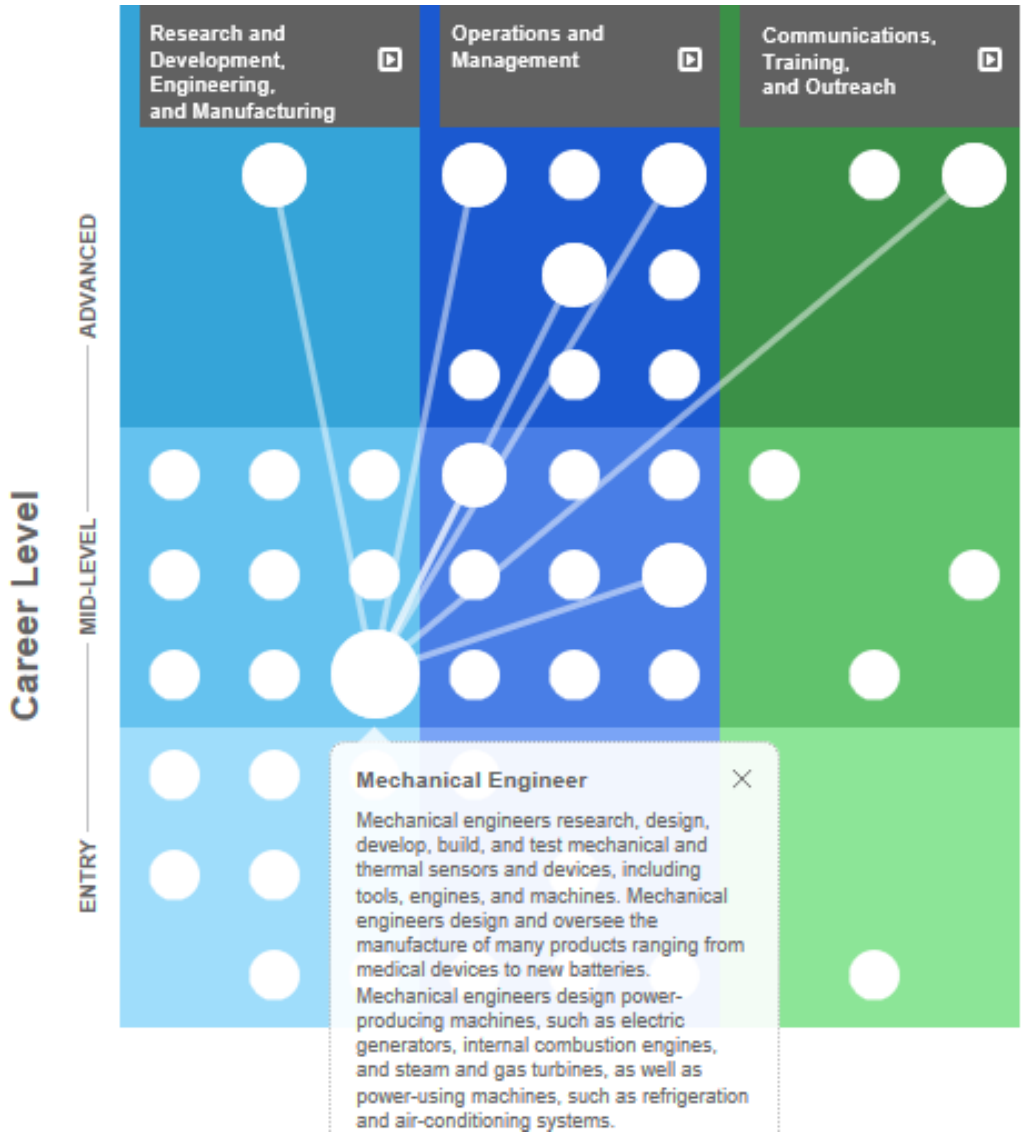 Research and
Development,
Engineering,
and Manufacturing
Operations and
Management
Communications,
Training,
and Outreach
Career Level
ADVANCED
MID-LEVEL
ENTRY
Mechanical Engineer
Mechanical engineers research, design,
develop, build, and test mechanical and
thermal sensors and devices, including
tools, engines, and machines. Mechanical
engineers design and oversee the
manufacture of many products ranging from
medical devices to new batteries.
Mechanical engineers design power-
producing machines, such as electric
generators, internal combustion engines,
and steam and gas turbines, as well as
power-using machines, such as refrigeration
and air-conditioning systems.